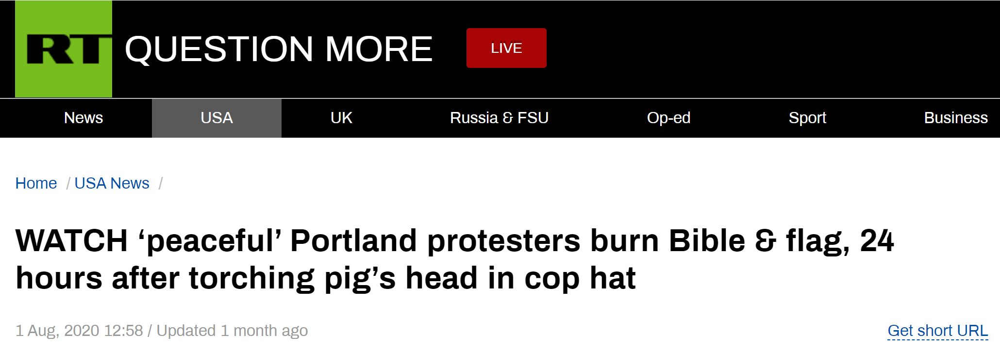 RT QUESTION MORE LIVE
News USA UK Russia & FSU Op-ed Sport Business
Home / USA News /
WATCH ‘peaceful’ Portland protesters burn Bible & flag, 24
hours after torching pig’s head in cop hat
1 Aug, 2020 12:58 / Updated 1 month ago
Get short URL